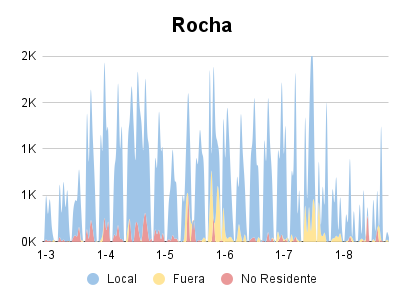 Rocha
2K
2K
1K
1K
0K
1-3 1-4 1-5 1-6 1-7 1-8
Local Fuera No Residente